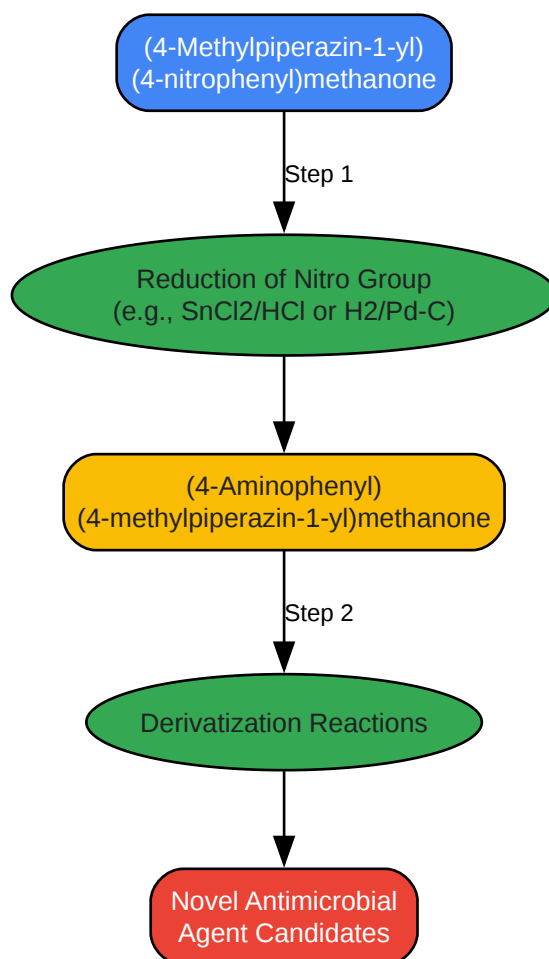 (4-Methylpiperazin-1-yl)
(4-nitrophenyl)methanone
Step 1
Reduction of Nitro Group
(e.g., SnCl2/HCl or H2/Pd-C)
(4-Aminophenyl)
(4-methylpiperazin-1-yl)methanone
Step 2
Derivatization Reactions
Novel Antimicrobial
Agent Candidates